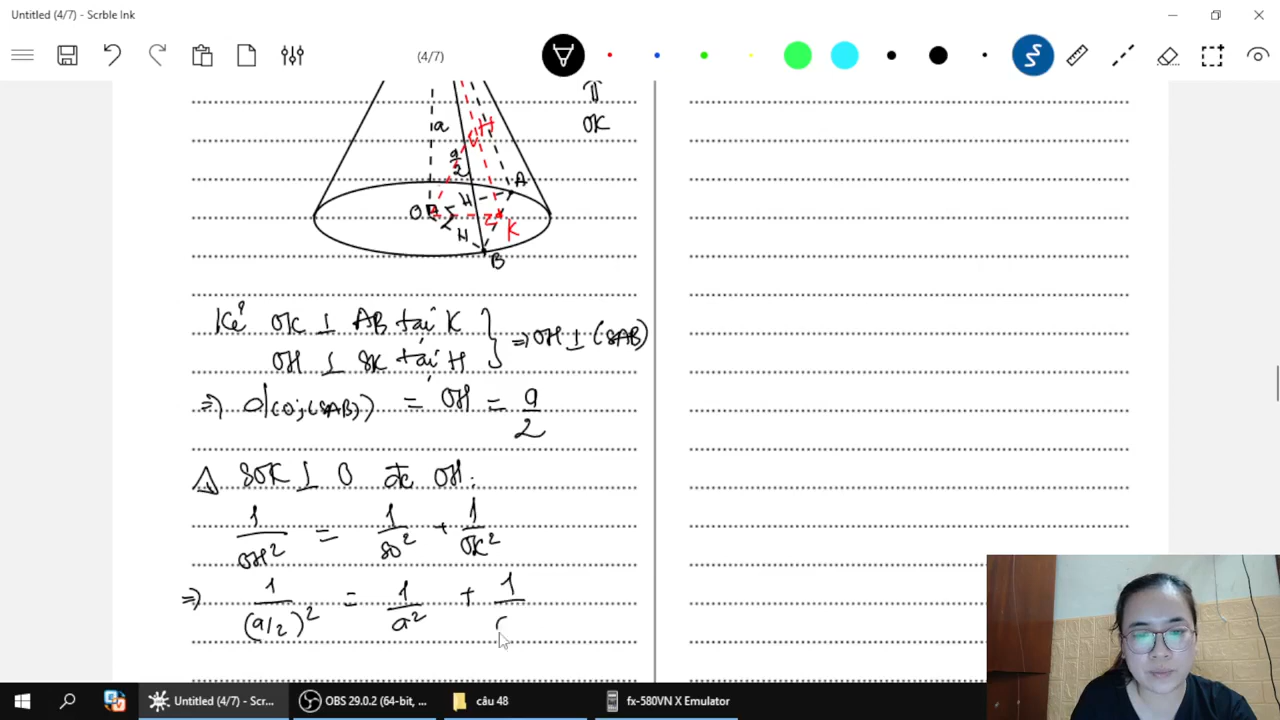 Untitled (4/7) - Scrble Ink
(4/7)
a
OK
H
a/2
A
H
O
K
H
B
Kẻ OK ⊥ AB tại K
OH ⊥ SK tại H
} ⇒ OH ⊥ (SAB)
⇒ d(O;(SAB)) = OH = a/2
Δ SOK ⊥ O đc OH:
1/OH² = 1/SO² + 1/OK²
⇒ 1/(a/2)² = 1/a² + 1/
Untitled (4/7) - Scr...
OBS 29.0.2 (64-bit, ...
câu 48
fx-580VN X Emulator